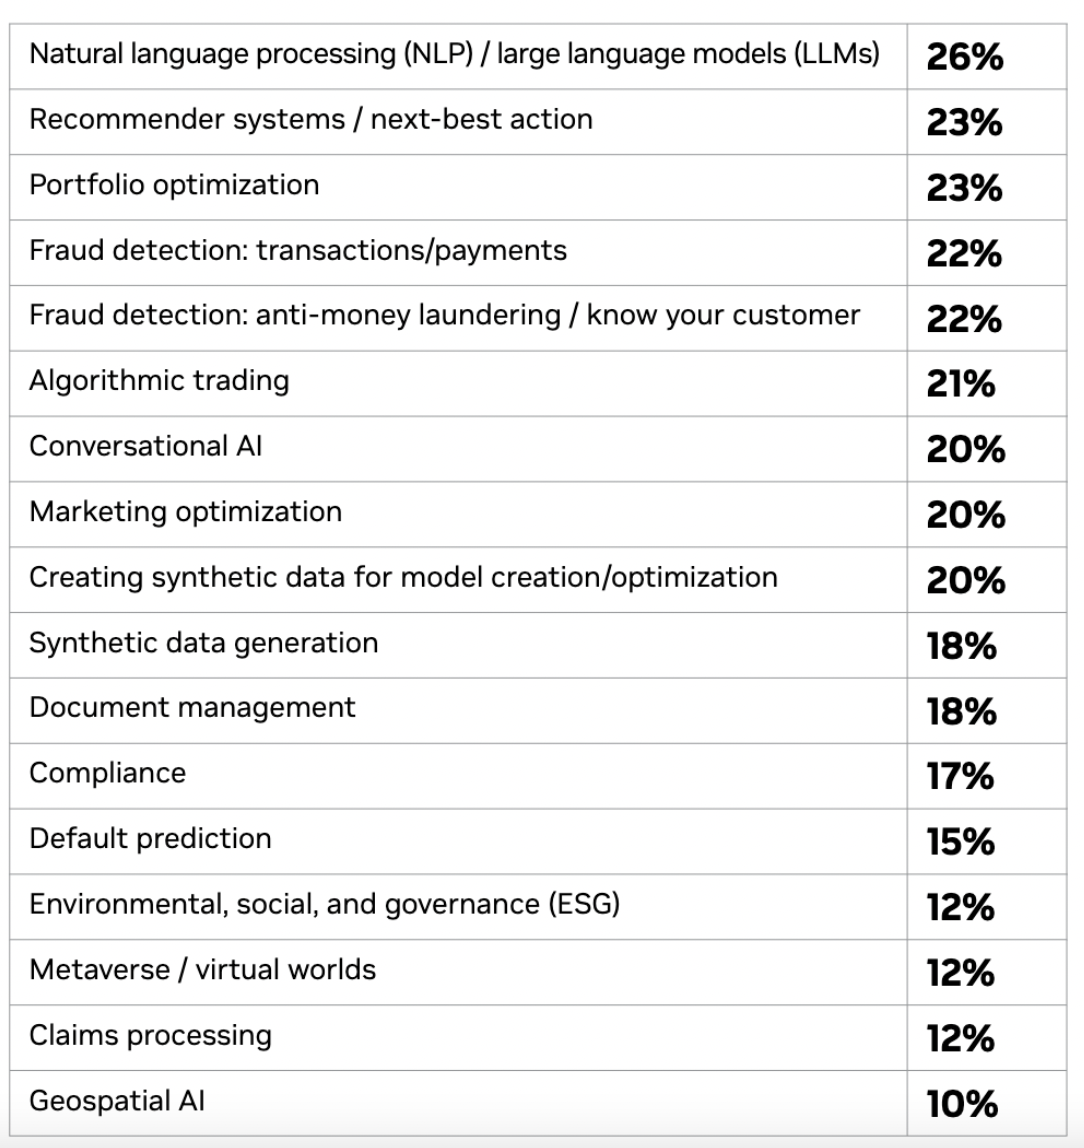 Natural language processing (NLP) / large language models (LLMs) 26%
Recommender systems / next-best action 23%
Portfolio optimization 23%
Fraud detection: transactions/payments 22%
Fraud detection: anti-money laundering / know your customer 22%
Algorithmic trading 21%
Conversational AI 20%
Marketing optimization 20%
Creating synthetic data for model creation/optimization 20%
Synthetic data generation 18%
Document management 18%
Compliance 17%
Default prediction 15%
Environmental, social, and governance (ESG) 12%
Metaverse / virtual worlds 12%
Claims processing 12%
Geospatial AI 10%